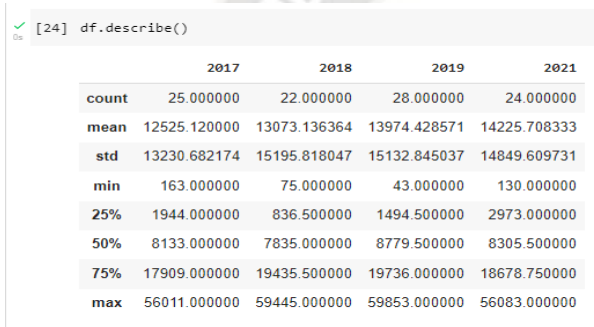 [24] df.describe()
0s
2017 2018 2019 2021
count 25.000000 22.000000 28.000000 24.000000
mean 12525.120000 13073.136364 13974.428571 14225.708333
std 13230.682174 15195.818047 15132.845037 14849.609731
min 163.000000 75.000000 43.000000 130.000000
25% 1944.000000 836.500000 1494.500000 2973.000000
50% 8133.000000 7835.000000 8779.500000 8305.500000
75% 17909.000000 19435.500000 19736.000000 18678.750000
max 56011.000000 59445.000000 59853.000000 56083.000000